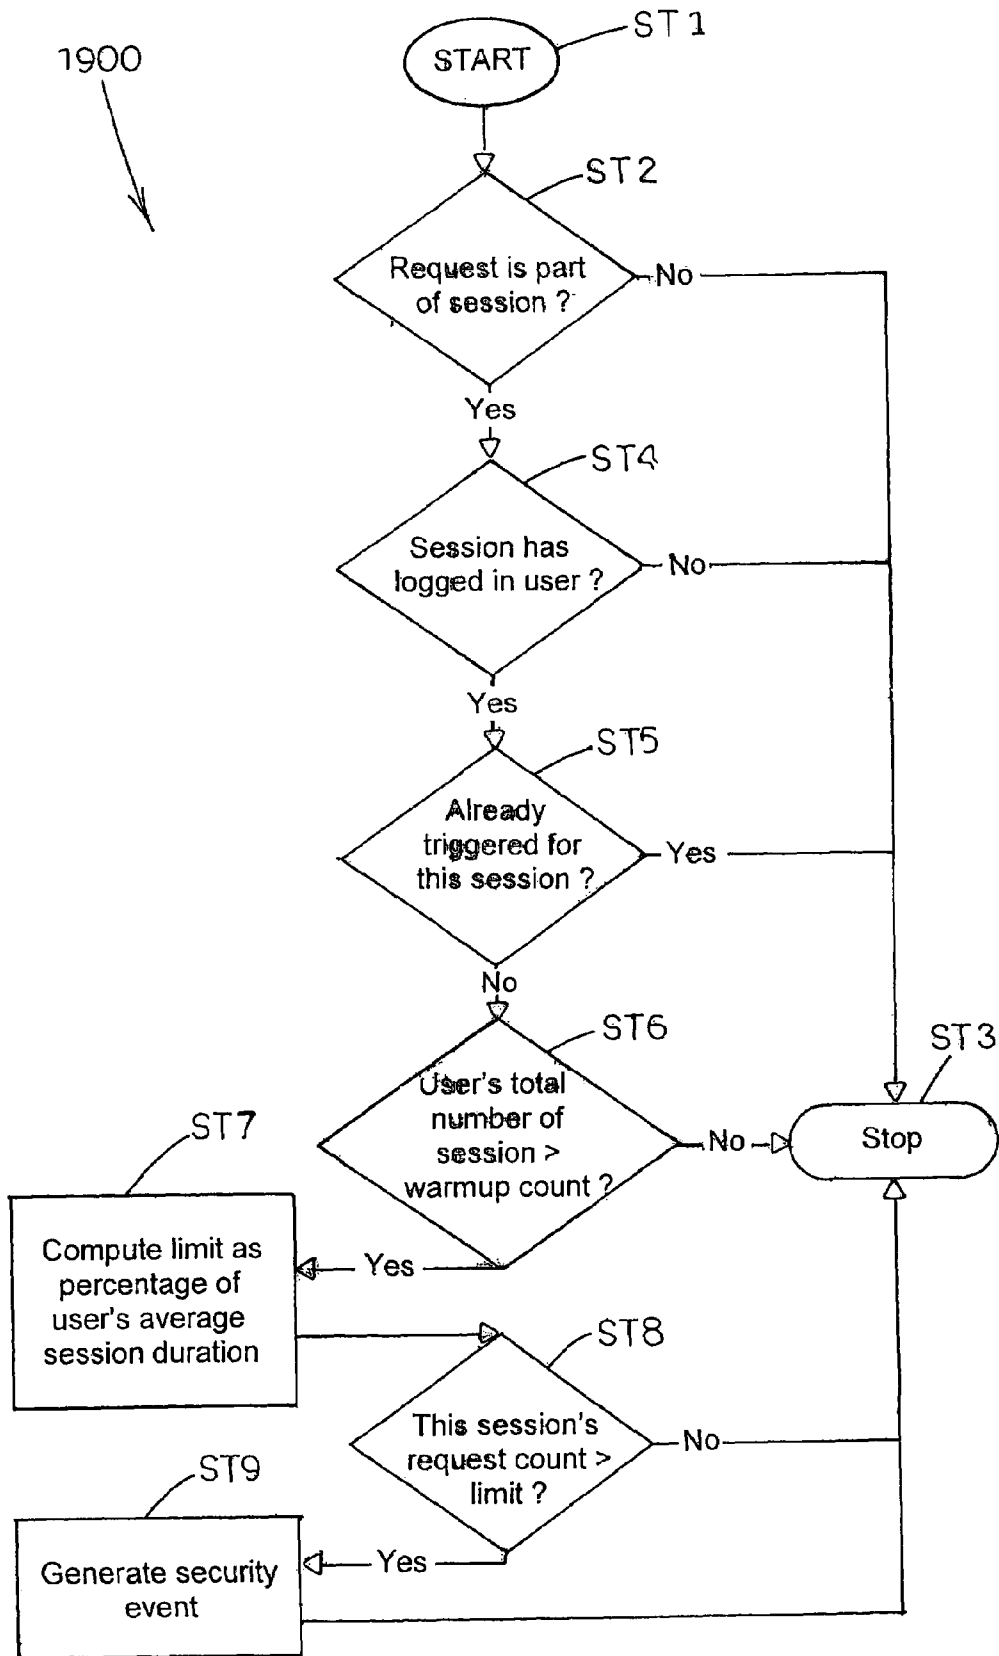 1900
START
ST1
ST2
Request is part
of session ?
No
Yes
ST4
Session has
logged in user ?
No
Yes
ST5
Already
triggered for
this session ?
Yes
No
ST6
User's total
number of
session >
warmup count ?
No
ST3
Stop
Yes
ST7
Compute limit as
percentage of
user's average
session duration
ST8
This session's
request count >
limit ?
No
Yes
ST9
Generate security
event